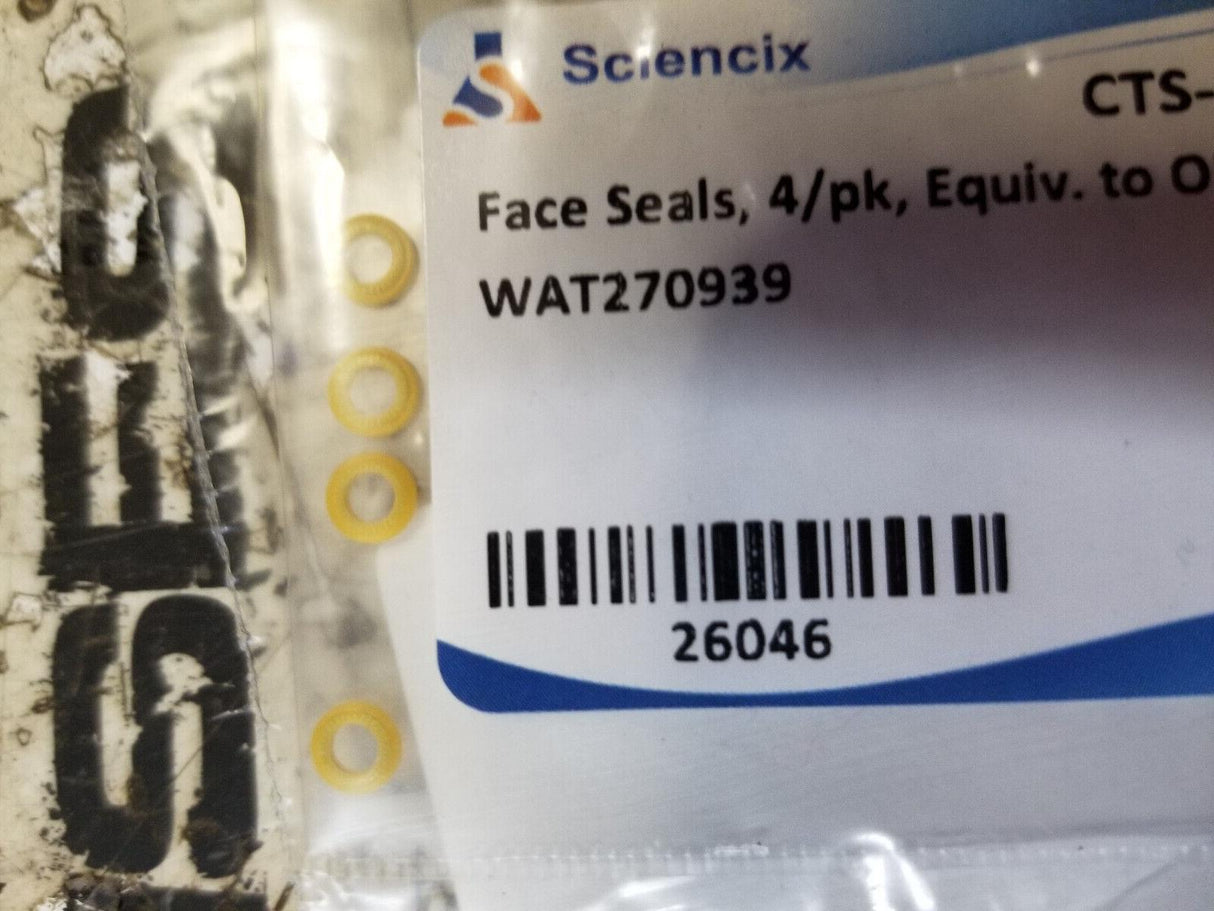 Sciencix
CTS-
Face Seals, 4/pk, Equiv. to
WAT270939
26046